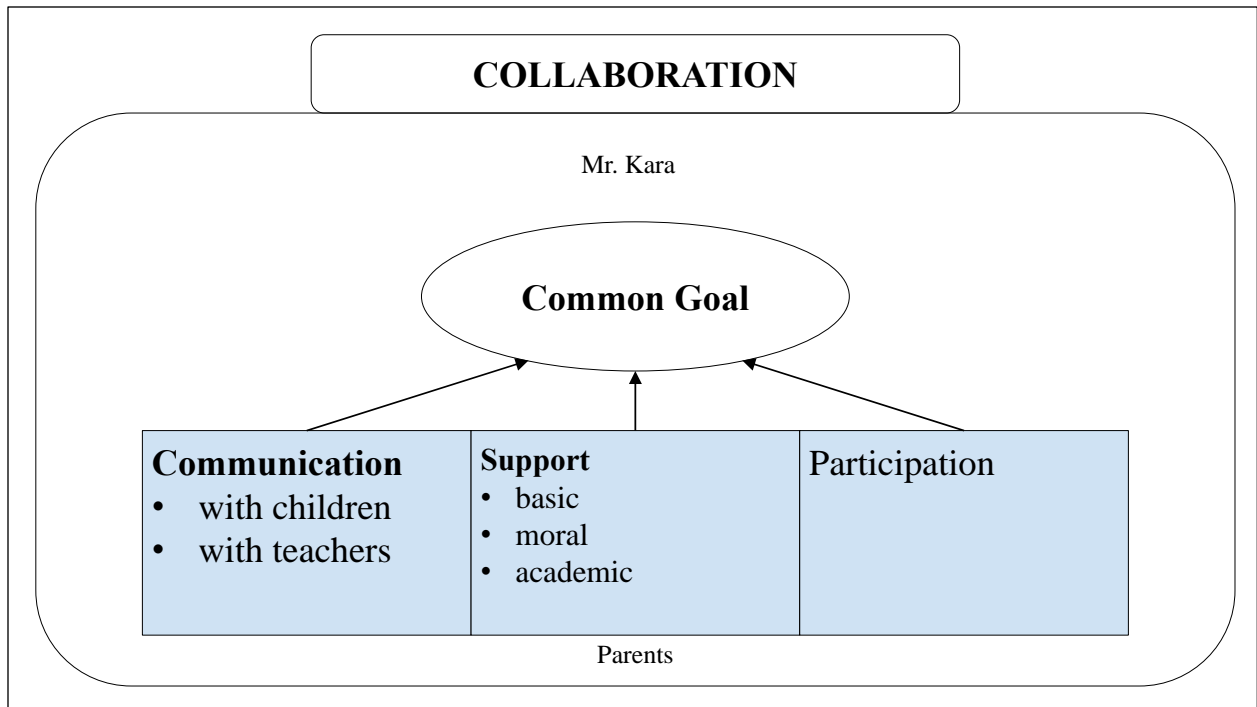 COLLABORATION
Mr. Kara
Common Goal
Communication
• with children
• with teachers
Support
• basic
• moral
• academic
Participation
Parents